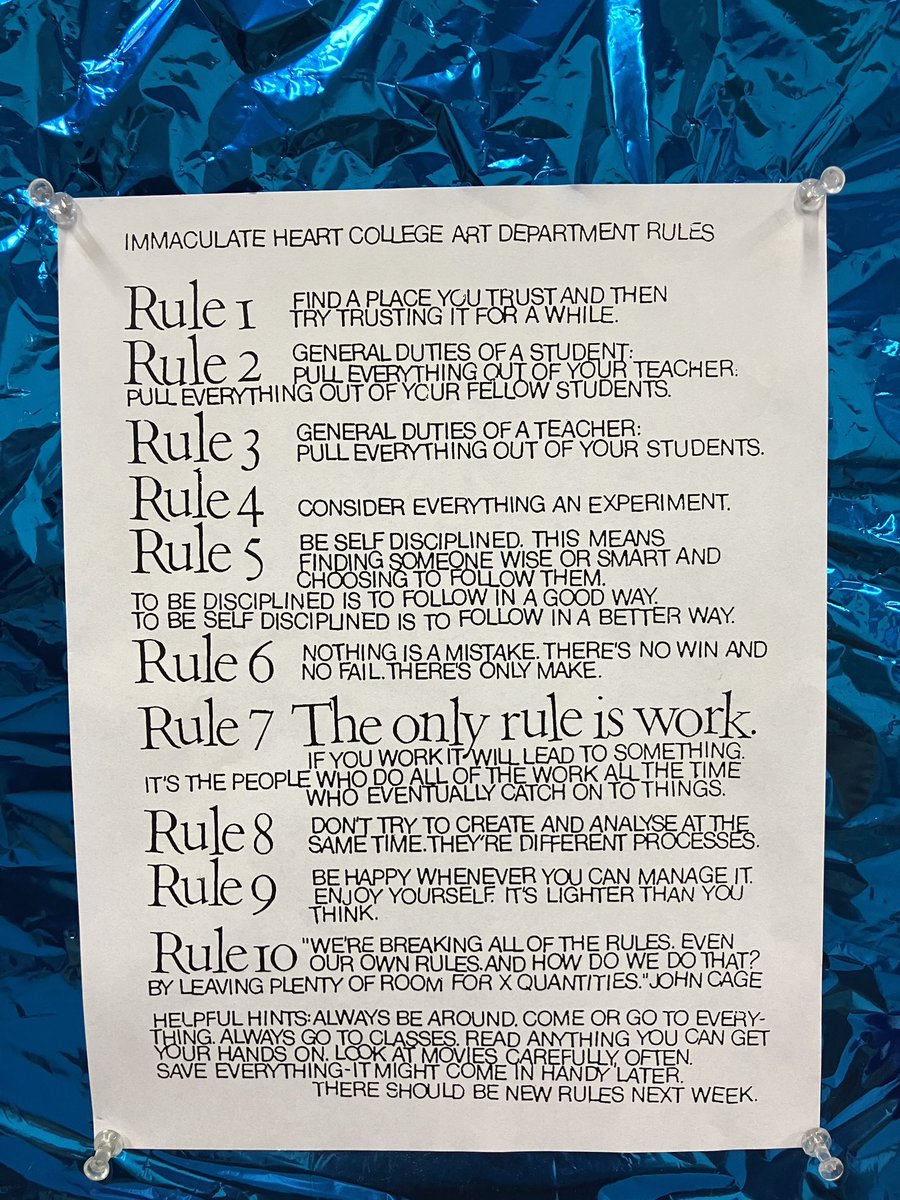 IMMACULATE HEART COLLEGE ART DEPARTMENT RULES
Rule 1 FIND A PLACE YOU TRUST AND THEN
TRY TRUSTING IT FOR A WHILE.
Rule 2 GENERAL DUTIES OF A STUDENT:
PULL EVERYTHING OUT OF YOUR TEACHER:
PULL EVERYTHING OUT OF YOUR FELLOW STUDENTS.
Rule 3 GENERAL DUTIES OF A TEACHER:
PULL EVERYTHING OUT OF YOUR STUDENTS.
Rule 4 CONSIDER EVERYTHING AN EXPERIMENT.
Rule 5 BE SELF DISCIPLINED. THIS MEANS
FINDING SOMEONE WISE OR SMART AND
CHOOSING TO FOLLOW THEM.
TO BE DISCIPLINED IS TO FOLLOW IN A GOOD WAY.
TO BE SELF DISCIPLINED IS TO FOLLOW IN A BETTER WAY.
Rule 6 NOTHING IS A MISTAKE. THERE'S NO WIN AND
NO FAIL. THERE'S ONLY MAKE.
Rule 7 The only rule is work.
IF YOU WORK IT WILL LEAD TO SOMETHING.
IT'S THE PEOPLE WHO DO ALL OF THE WORK ALL THE TIME
WHO EVENTUALLY CATCH ON TO THINGS.
Rule 8 DON'T TRY TO CREATE AND ANALYSE AT THE
SAME TIME. THEY'RE DIFFERENT PROCESSES.
Rule 9 BE HAPPY WHENEVER YOU CAN MANAGE IT.
ENJOY YOURSELF. IT'S LIGHTER THAN YOU
THINK.
Rule 10 "WE'RE BREAKING ALL OF THE RULES. EVEN
OUR OWN RULES. AND HOW DO WE DO THAT?
BY LEAVING PLENTY OF ROOM FOR X QUANTITIES." JOHN CAGE
HELPFUL HINTS: ALWAYS BE AROUND. COME OR GO TO EVERY-
THING. ALWAYS GO TO CLASSES. READ ANYTHING YOU CAN GET
YOUR HANDS ON. LOOK AT MOVIES CAREFULLY, OFTEN.
SAVE EVERYTHING-IT MIGHT COME IN HANDY LATER.
THERE SHOULD BE NEW RULES NEXT WEEK.